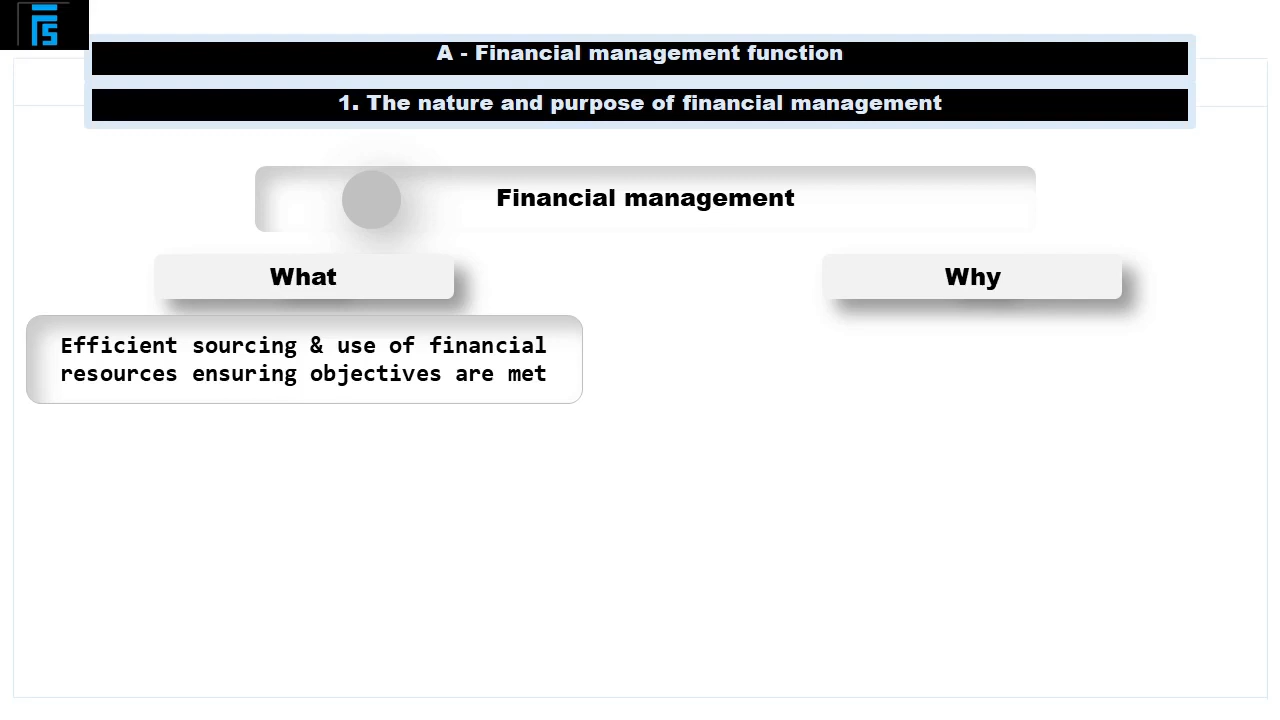 A - Financial management function
1. The nature and purpose of financial management
Financial management
What
Why
Efficient sourcing & use of financial
resources ensuring objectives are met